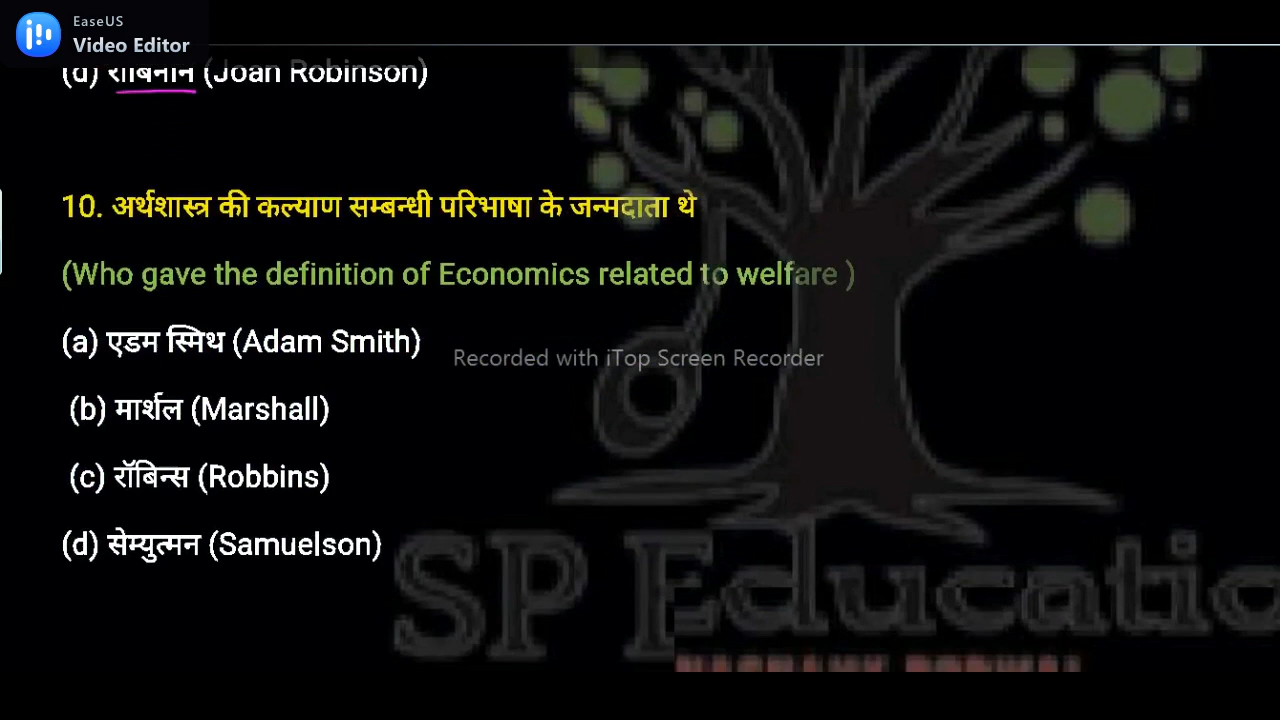 EaseUS
Video Editor
(d) राबिनान (Joan Robinson)
10. अर्थशास्त्र की कल्याण सम्बन्धी परिभाषा के जन्मदाता थे
(Who gave the definition of Economics related to welfare )
(a) एडम स्मिथ (Adam Smith)
Recorded with iTop Screen Recorder
(b) मार्शल (Marshall)
(c) रॉबिन्स (Robbins)
(d) सेम्युत्मन (Samuelson)
SP Educatio